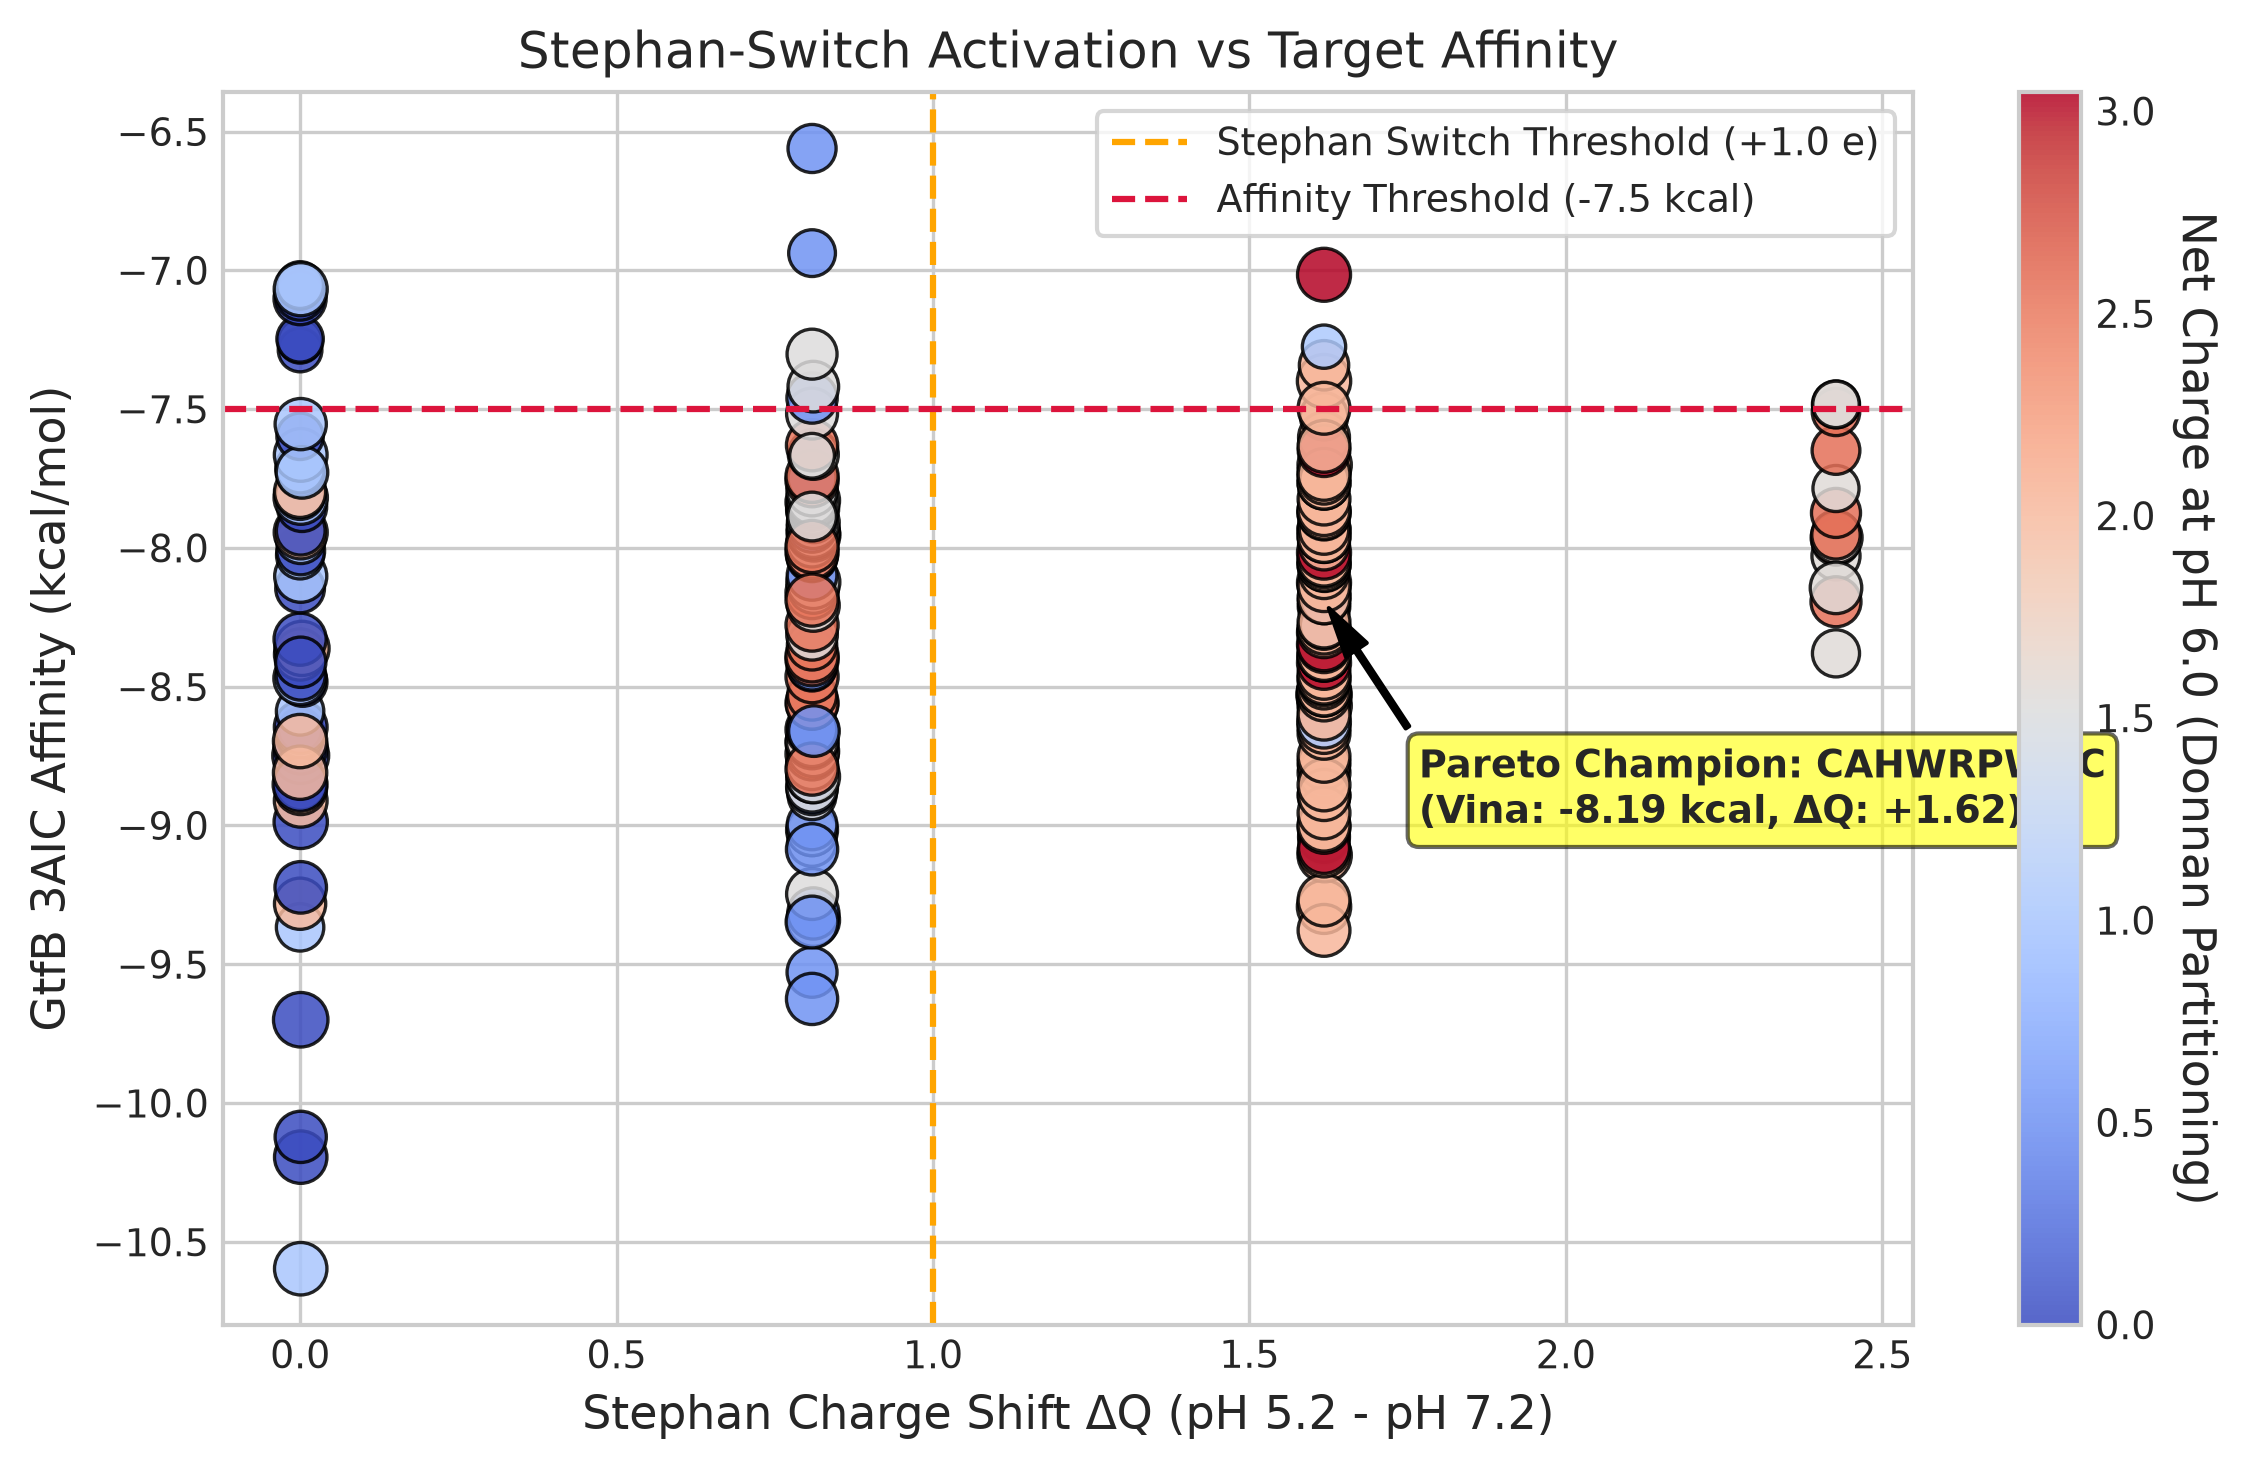 Stephan-Switch Activation vs Target Affinity
Stephan Switch Threshold (+1.0 e)
Affinity Threshold (-7.5 kcal)
GtfB 3AIC Affinity (kcal/mol)
−6.5
−7.0
−7.5
−8.0
−8.5
−9.0
−9.5
−10.0
−10.5
Pareto Champion:
(Vina: -8.19 kcal, ΔQ: +1.62)
0.0
0.5
1.0
1.5
2.0
2.5
Stephan Charge Shift ΔQ (pH 5.2 - pH 7.2)
3.0
2.5
2.0
1.5
1.0
0.5
0.0
Net Charge at pH 6.0 (Donnan Partitioning)